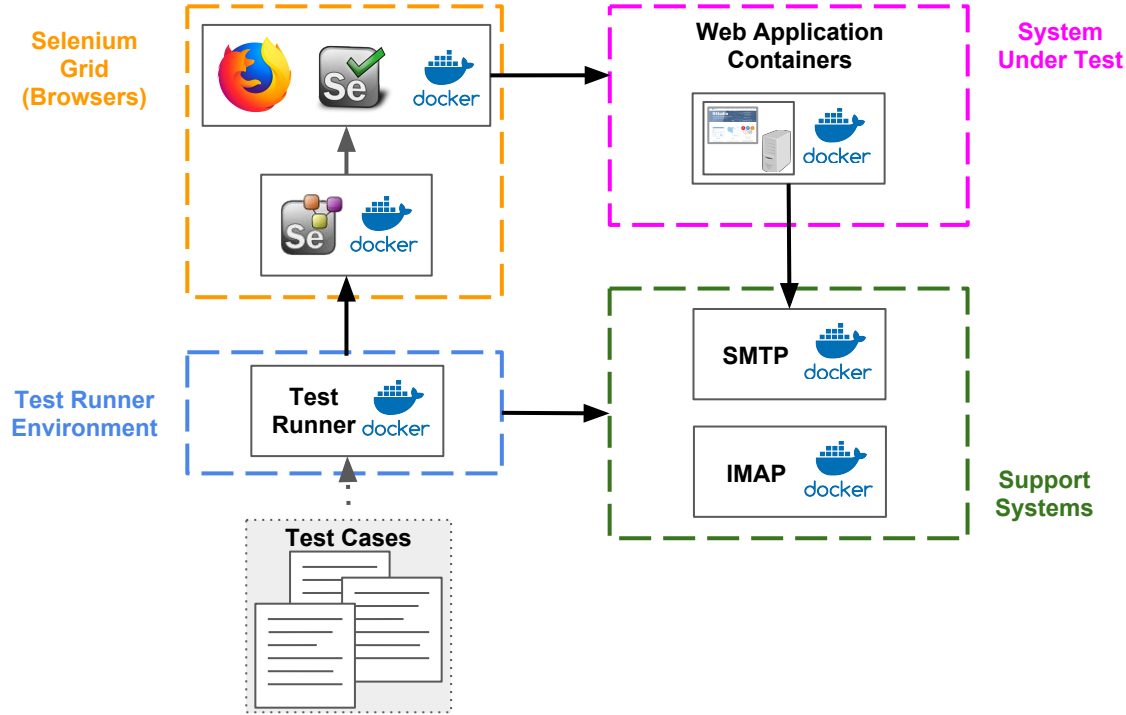 Selenium
Grid
(Browsers)
Se
docker
Se
docker
Web Application
Containers
docker
System
Under Test
Test Runner
Environment
Test
Runner
docker
SMTP
docker
IMAP
docker
Support
Systems
Test Cases